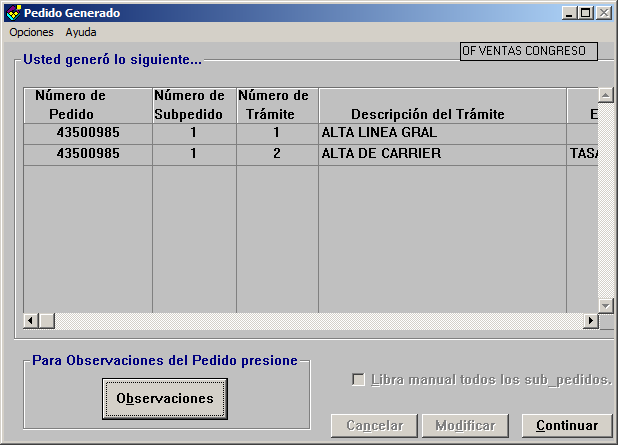 Pedido Generado
Opciones Ayuda
OF VENTAS CONGRESO
Usted generó lo siguiente...
Número de Pedido Número de Subpedido Número de Trámite Descripción del Trámite E
43500985 1 1 ALTA LINEA GRAL
43500985 1 2 ALTA DE CARRIER TASA
Para Observaciones del Pedido presione
Observaciones
Libra manual todos los sub_pedidos.
Cancelar Modificar Continuar